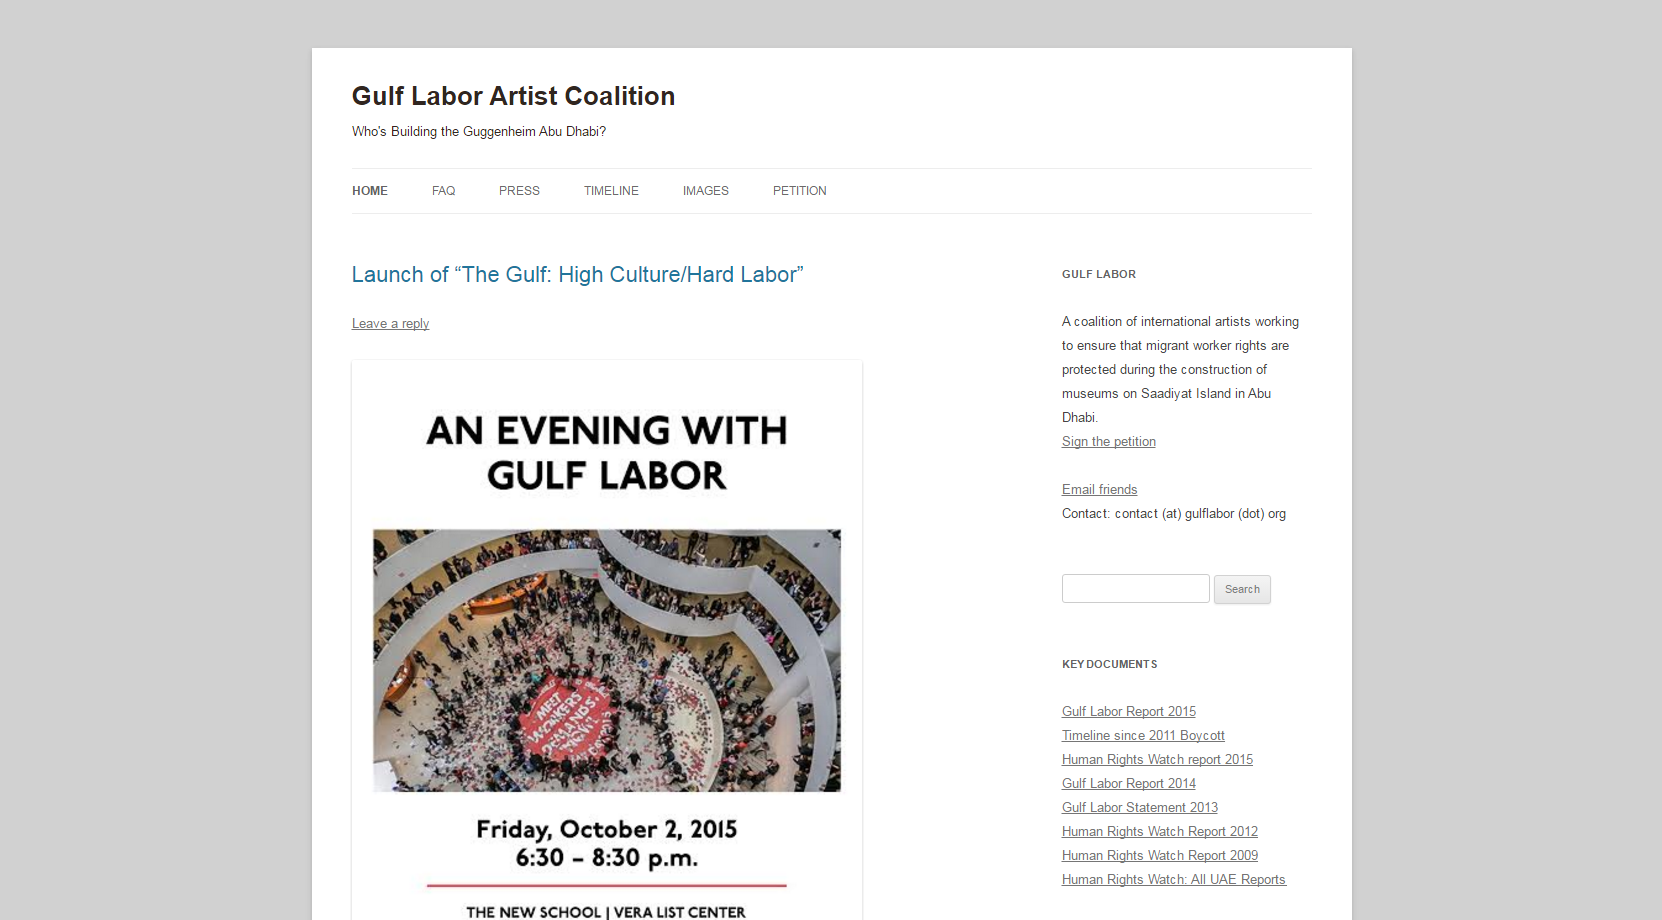 Gulf Labor Artist Coalition
Who's Building the Guggenheim Abu Dhabi?
HOME FAQ PRESS TIMELINE IMAGES PETITION
Launch of “The Gulf: High Culture/Hard Labor”
Leave a reply
AN EVENING WITH
GULF LABOR
MEET
WORKERS
DEMANDS
Friday, October 2, 2015
6:30 – 8:30 p.m.
THE NEW SCHOOL | VERA LIST CENTER
GULF LABOR
A coalition of international artists working
to ensure that migrant worker rights are
protected during the construction of
museums on Saadiyat Island in Abu
Dhabi.
Sign the petition
Email friends
Contact: contact (at) gulflabor (dot) org
Search
KEY DOCUMENTS
Gulf Labor Report 2015
Timeline since 2011 Boycott
Human Rights Watch report 2015
Gulf Labor Report 2014
Gulf Labor Statement 2013
Human Rights Watch Report 2012
Human Rights Watch Report 2009
Human Rights Watch: All UAE Reports